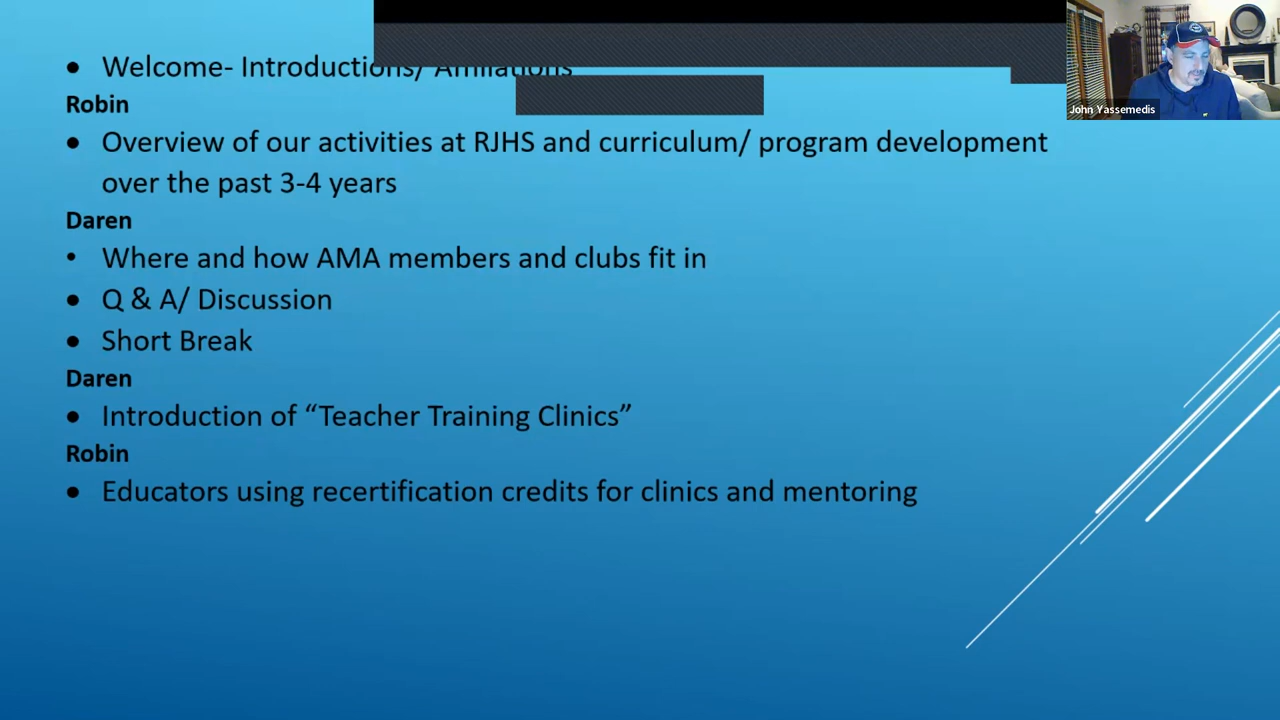 • Welcome- Introductions/ Affiliations
John Yassemedis
Robin
• Overview of our activities at RJHS and curriculum/ program development
over the past 3-4 years
Daren
• Where and how AMA members and clubs fit in
• Q & A/ Discussion
• Short Break
Daren
• Introduction of “Teacher Training Clinics”
Robin
• Educators using recertification credits for clinics and mentoring